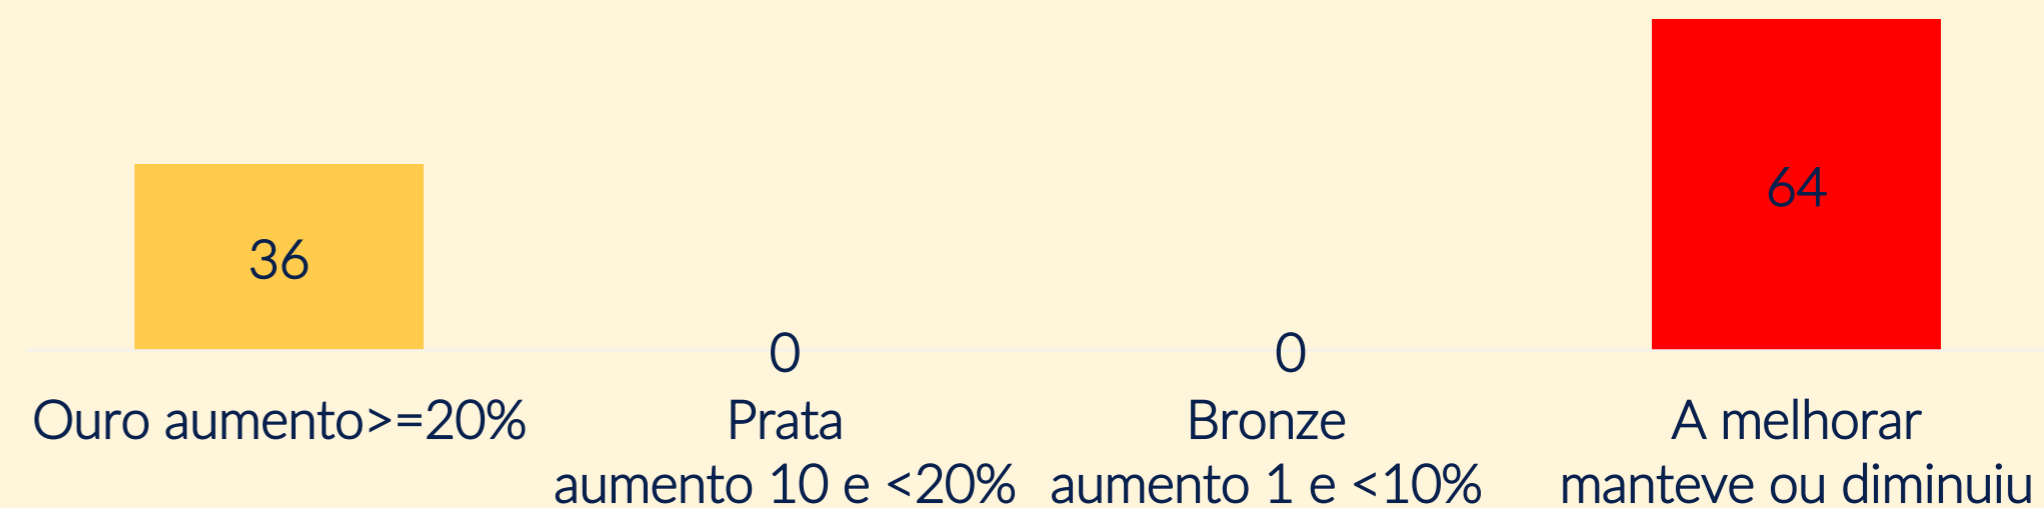 64
36
0
0
Ouro aumento>=20%
Prata
aumento 10 e <20%
Bronze
aumento 1 e <10%
A melhorar
manteve ou diminuiu